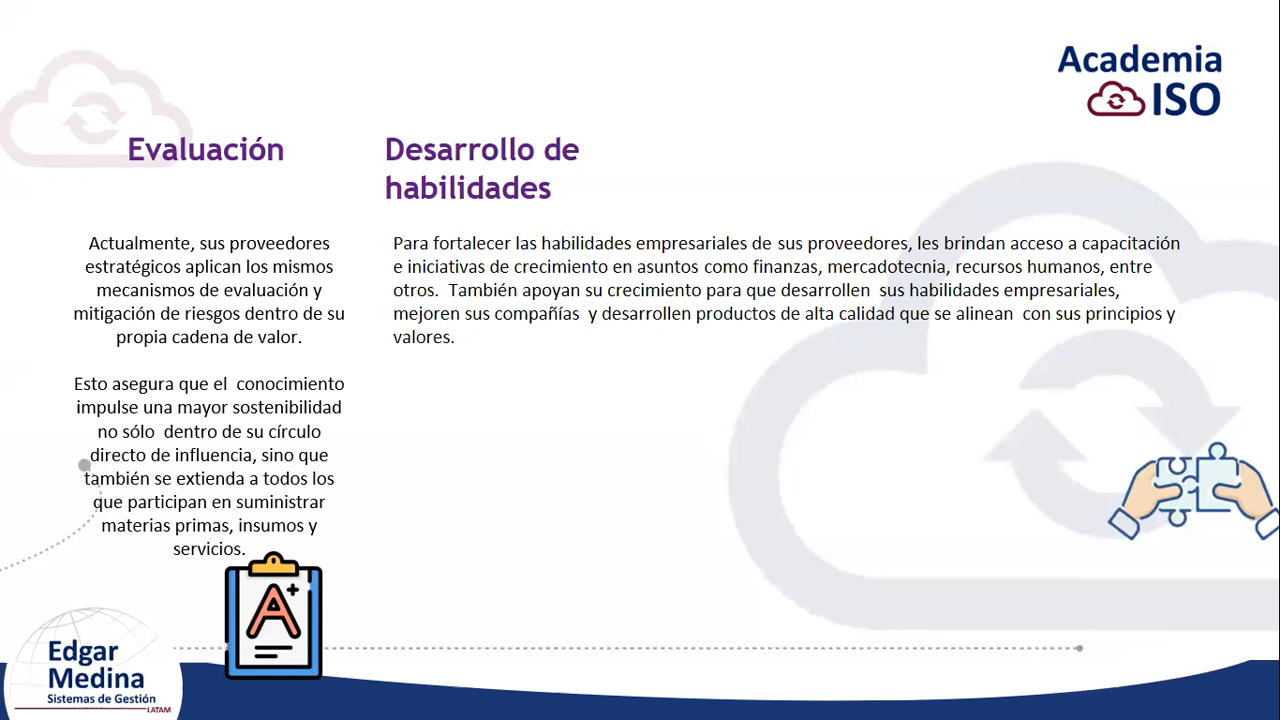 Academia
ISO
Evaluación
Actualmente, sus proveedores
estratégicos aplican los mismos
mecanismos de evaluación y
mitigación de riesgos dentro de su
propia cadena de valor.
Esto asegura que el conocimiento
impulse una mayor sostenibilidad
no sólo dentro de su círculo
directo de influencia, sino que
también se extienda a todos los
que participan en suministrar
materias primas, insumos y
servicios.
Desarrollo de
habilidades
Para fortalecer las habilidades empresariales de sus proveedores, les brindan acceso a capacitación
e iniciativas de crecimiento en asuntos como finanzas, mercadotecnia, recursos humanos, entre
otros. También apoyan su crecimiento para que desarrollen sus habilidades empresariales,
mejoren sus compañías y desarrollen productos de alta calidad que se alinean con sus principios y
valores.
A+
Edgar
Medina
Sistemas de Gestión
LATAM